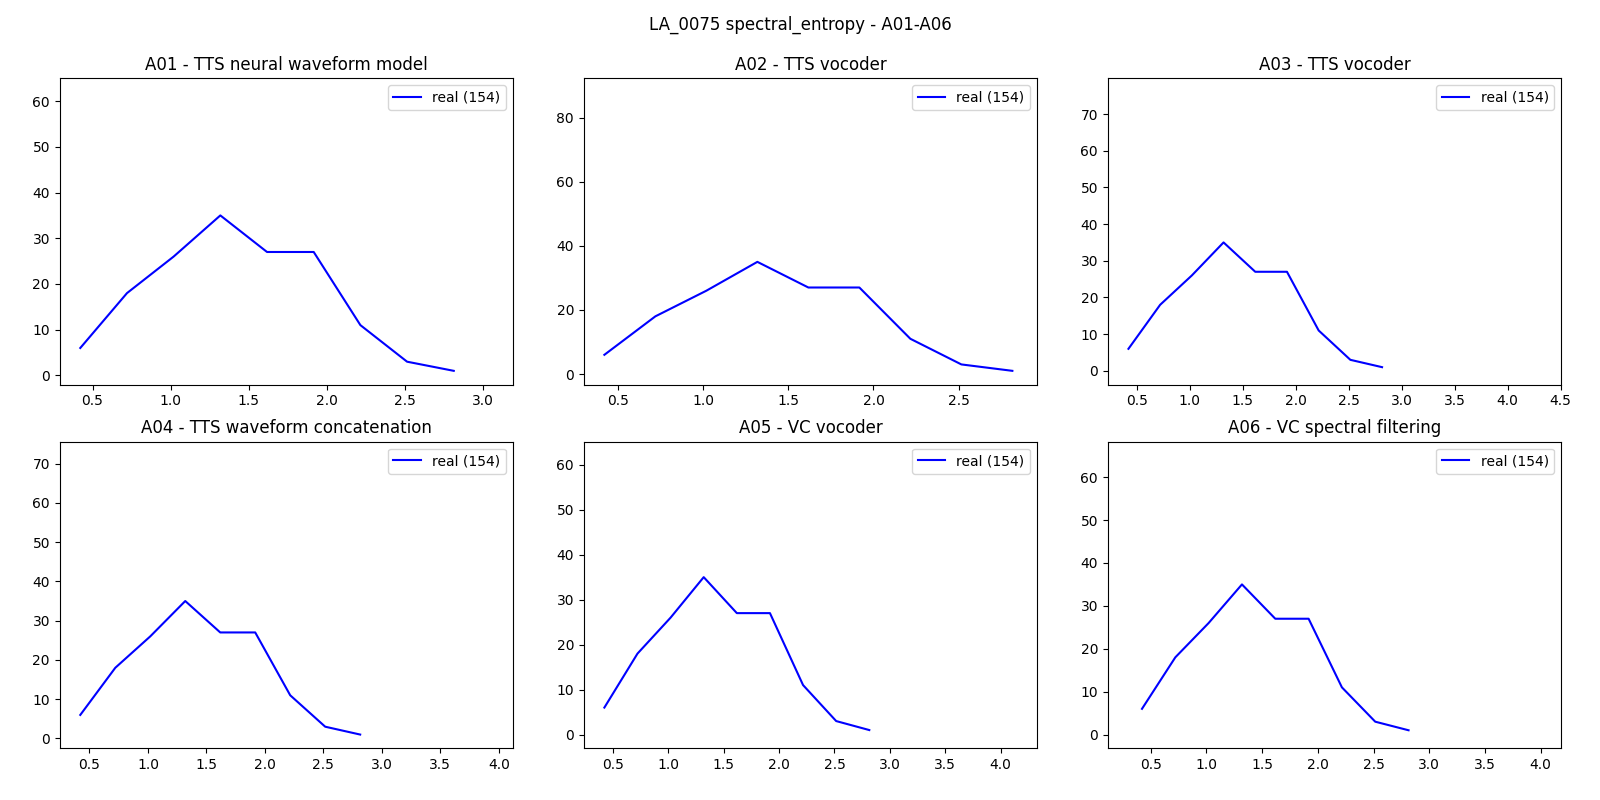 LA_0075 spectral_entropy - A01-A06
A01 - TTS neural waveform model
real (154)
60
50
40
30
20
10
0
0.5 1.0 1.5 2.0 2.5 3.0
A02 - TTS vocoder
real (154)
80
60
40
20
0
0.5 1.0 1.5 2.0 2.5
A03 - TTS vocoder
real (154)
70
60
50
40
30
20
10
0
0.5 1.0 1.5 2.0 2.5 3.0 3.5 4.0 4.5
A04 - TTS waveform concatenation
real (154)
70
60
50
40
30
20
10
0
0.5 1.0 1.5 2.0 2.5 3.0 3.5 4.0
A05 - VC vocoder
real (154)
60
50
40
30
20
10
0
0.5 1.0 1.5 2.0 2.5 3.0 3.5 4.0
A06 - VC spectral filtering
real (154)
60
50
40
30
20
10
0
0.5 1.0 1.5 2.0 2.5 3.0 3.5 4.0